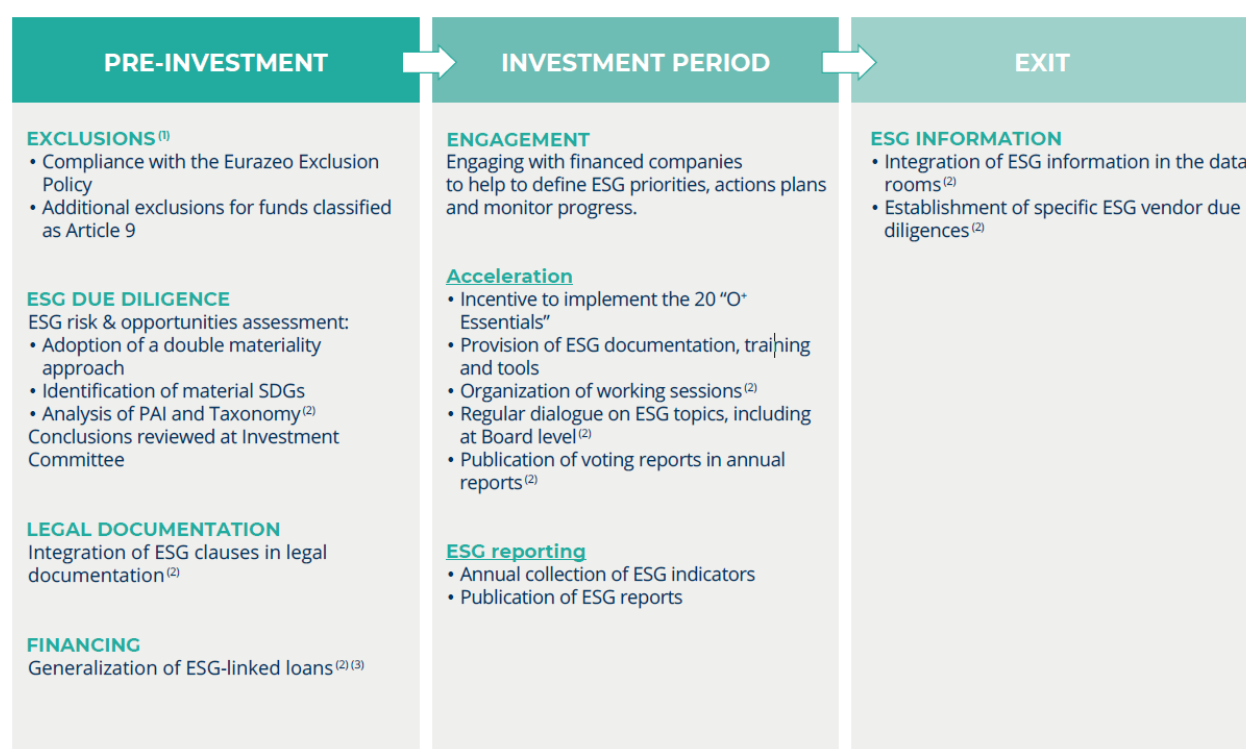 PRE-INVESTMENT
EXCLUSIONS (1)
• Compliance with the Eurazeo Exclusion
Policy
• Additional exclusions for funds classified
as Article 9
ESG DUE DILIGENCE
ESG risk & opportunities assessment:
• Adoption of a double materiality
approach
• Identification of material SDGs
• Analysis of PAI and Taxonomy (2)
Conclusions reviewed at Investment
Committee
LEGAL DOCUMENTATION
Integration of ESG clauses in legal
documentation (2)
FINANCING
Generalization of ESG-linked loans (2) (3)
INVESTMENT PERIOD
ENGAGEMENT
Engaging with financed companies
to help to define ESG priorities, actions plans
and monitor progress.
Acceleration
• Incentive to implement the 20 “O+
Essentials”
• Provision of ESG documentation, training
and tools
• Organization of working sessions (2)
• Regular dialogue on ESG topics, including
at Board level (2)
• Publication of voting reports in annual
reports (2)
ESG reporting
• Annual collection of ESG indicators
• Publication of ESG reports
EXIT
ESG INFORMATION
• Integration of ESG information in the data
rooms (2)
• Establishment of specific ESG vendor due
diligences (2)